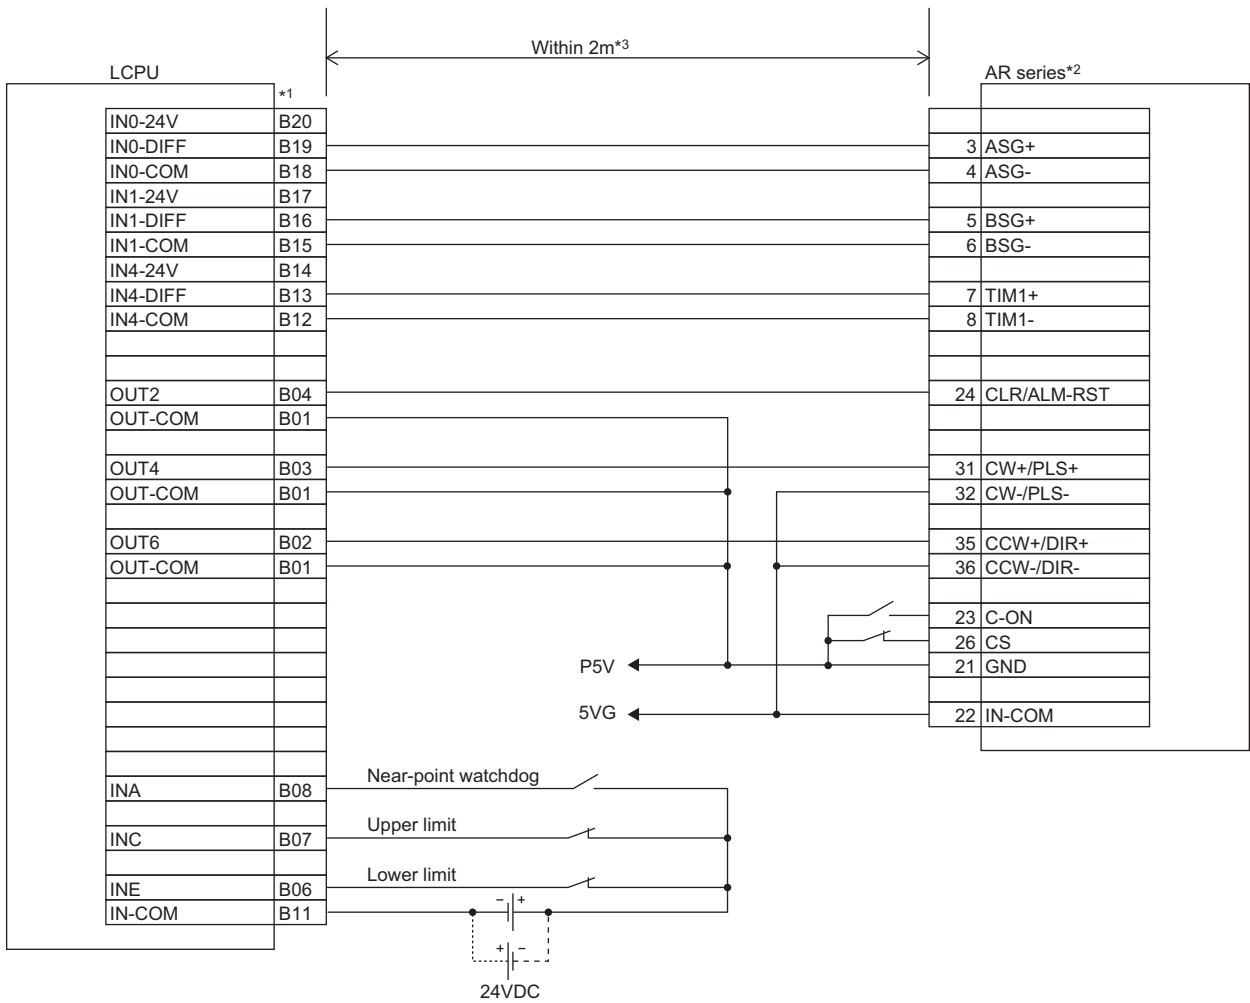 Within 2m*3
LCPU
AR series*2
*1
IN0-24V B20
IN0-DIFF B19 3 ASG+
IN0-COM B18 4 ASG-
IN1-24V B17
IN1-DIFF B16 5 BSG+
IN1-COM B15 6 BSG-
IN4-24V B14
IN4-DIFF B13 7 TIM1+
IN4-COM B12 8 TIM1-
OUT2 B04 24 CLR/ALM-RST
OUT-COM B01
OUT4 B03 31 CW+/PLS+
OUT-COM B01 32 CW-/PLS-
OUT6 B02 35 CCW+/DIR+
OUT-COM B01 36 CCW-/DIR-
23 C-ON
26 CS
P5V 21 GND
5VG 22 IN-COM
Near-point watchdog
INA B08
Upper limit
INC B07
Lower limit
INE B06
− +
IN-COM B11
+ −
24VDC